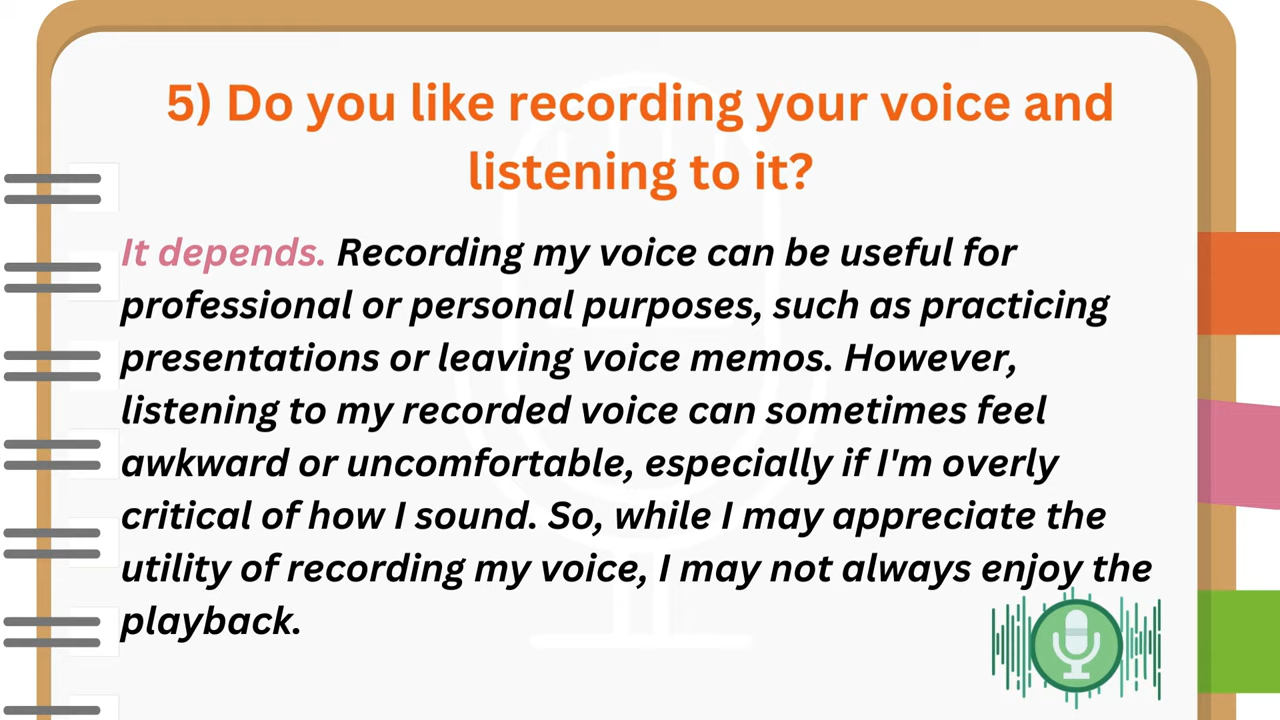 5) Do you like recording your voice and
listening to it?
It depends. Recording my voice can be useful for
professional or personal purposes, such as practicing
presentations or leaving voice memos. However,
listening to my recorded voice can sometimes feel
awkward or uncomfortable, especially if I'm overly
critical of how I sound. So, while I may appreciate the
utility of recording my voice, I may not always enjoy the
playback.